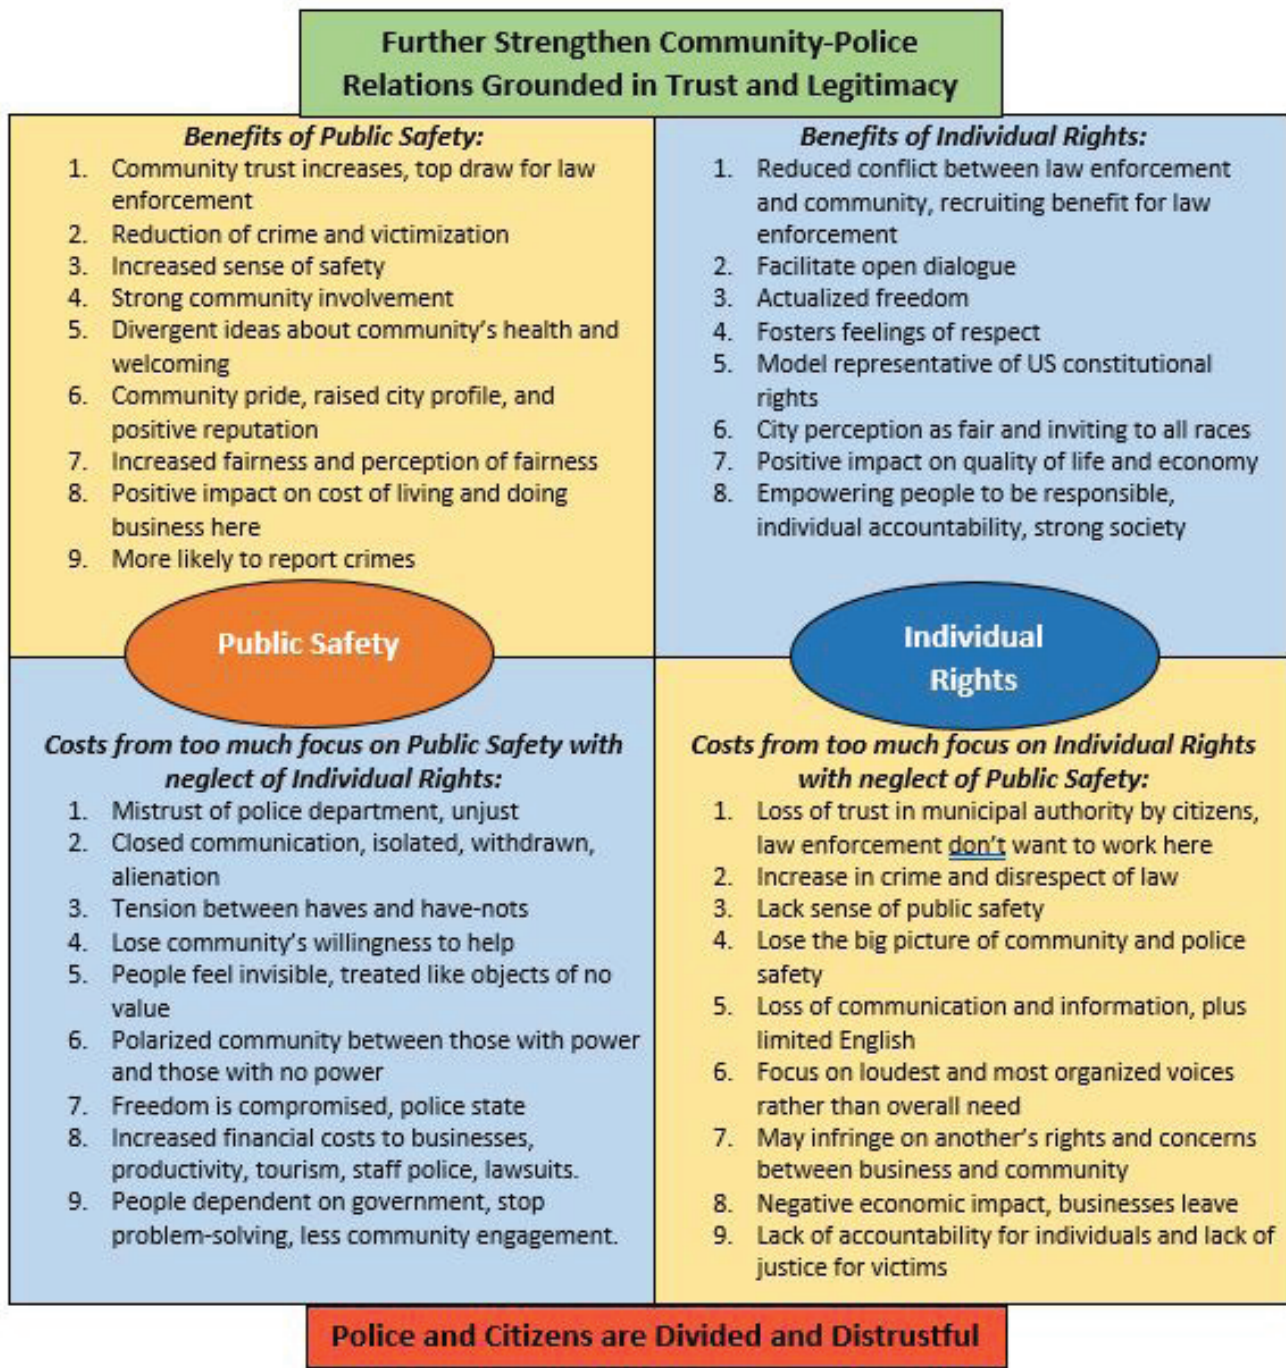 Further Strengthen Community-Police
Relations Grounded in Trust and Legitimacy
Benefits of Public Safety:
1. Community trust increases, top draw for law
enforcement
2. Reduction of crime and victimization
3. Increased sense of safety
4. Strong community involvement
5. Divergent ideas about community's health and
welcoming
6. Community pride, raised city profile, and
positive reputation
7. Increased fairness and perception of fairness
8. Positive impact on cost of living and doing
business here
9. More likely to report crimes
Benefits of Individual Rights:
1. Reduced conflict between law enforcement
and community, recruiting benefit for law
enforcement
2. Facilitate open dialogue
3. Actualized freedom
4. Fosters feelings of respect
5. Model representative of US constitutional
rights
6. City perception as fair and inviting to all races
7. Positive impact on quality of life and economy
8. Empowering people to be responsible,
individual accountability, strong society
Public Safety
Individual
Rights
Costs from too much focus on Public Safety with
neglect of Individual Rights:
1. Mistrust of police department, unjust
2. Closed communication, isolated, withdrawn,
alienation
3. Tension between haves and have-nots
4. Lose community's willingness to help
5. People feel invisible, treated like objects of no
value
6. Polarized community between those with power
and those with no power
7. Freedom is compromised, police state
8. Increased financial costs to businesses,
productivity, tourism, staff police, lawsuits.
9. People dependent on government, stop
problem-solving, less community engagement.
Costs from too much focus on Individual Rights
with neglect of Public Safety:
1. Loss of trust in municipal authority by citizens,
law enforcement don't want to work here
2. Increase in crime and disrespect of law
3. Lack sense of public safety
4. Lose the big picture of community and police
safety
5. Loss of communication and information, plus
limited English
6. Focus on loudest and most organized voices
rather than overall need
7. May infringe on another's rights and concerns
between business and community
8. Negative economic impact, businesses leave
9. Lack of accountability for individuals and lack of
justice for victims
Police and Citizens are Divided and Distrustful